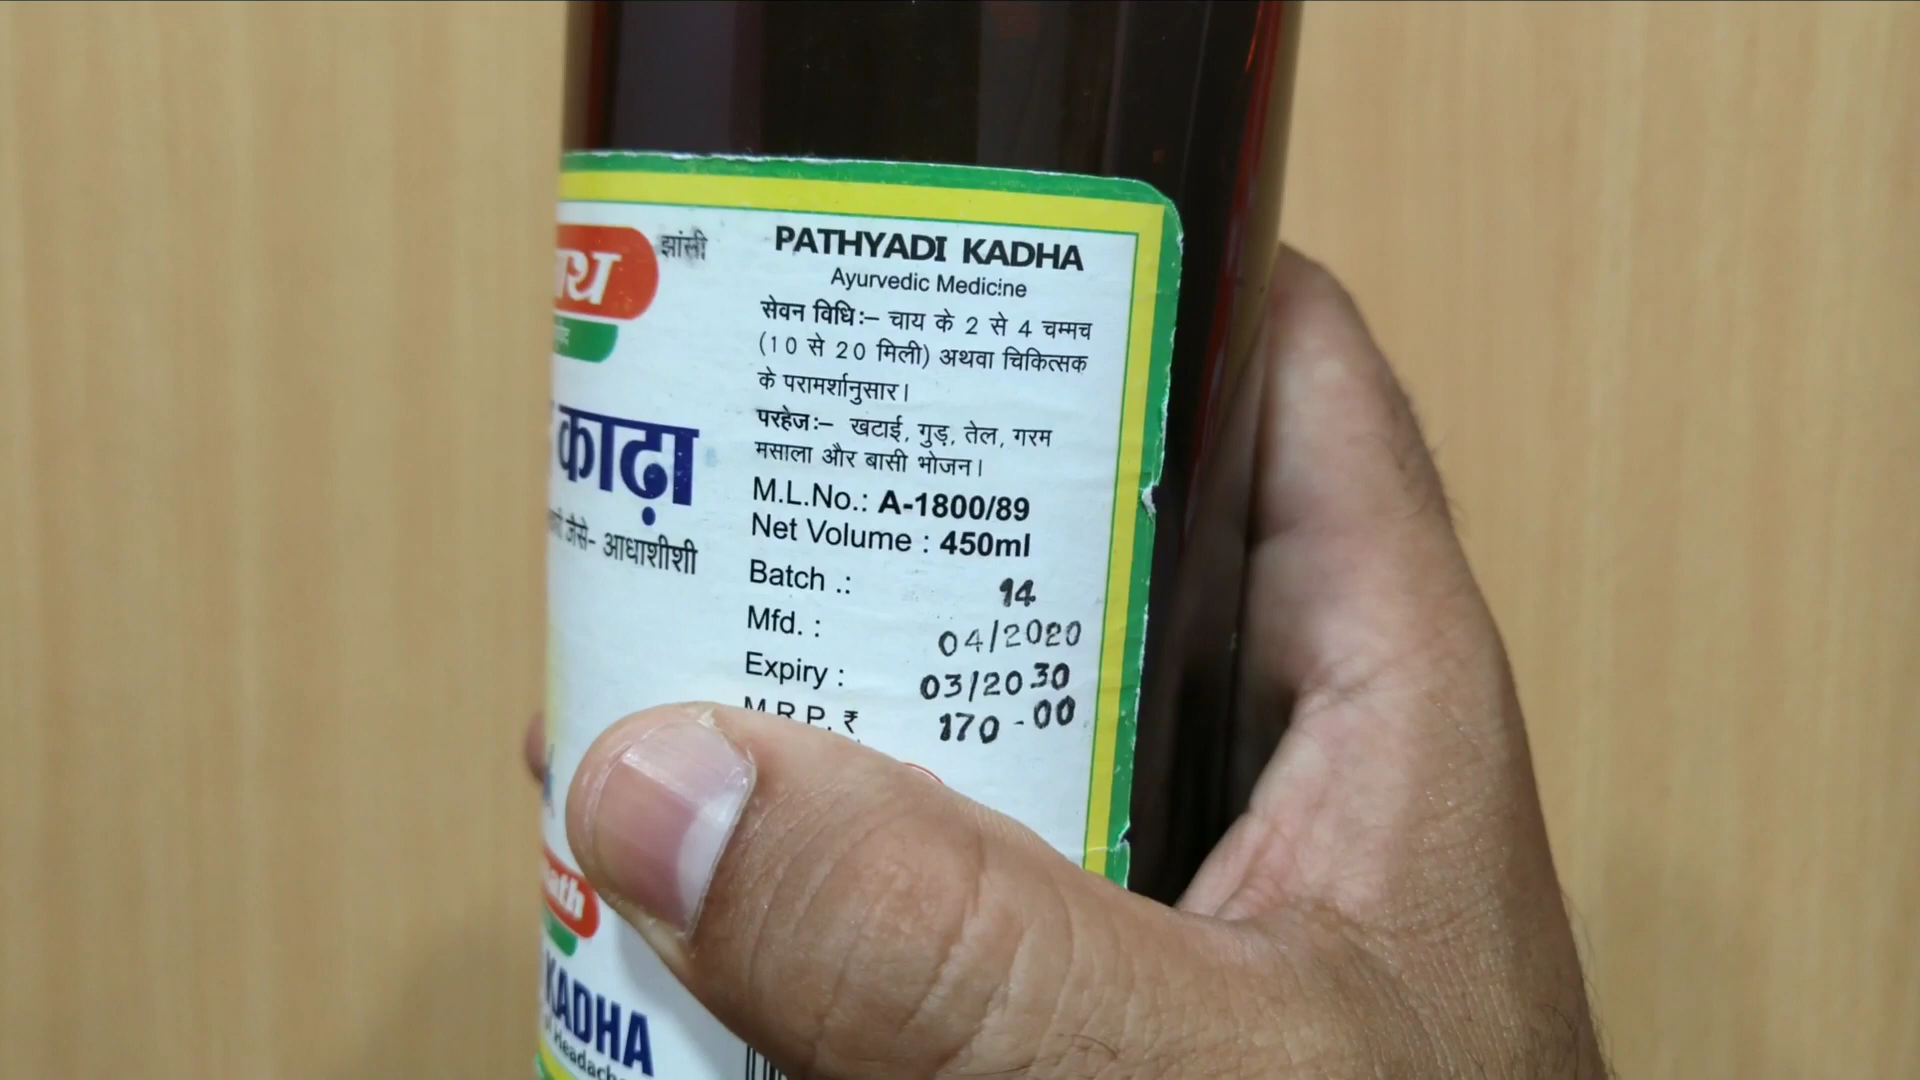 झांसी
काढ़ा
जैसे- आधाशीशी
KADHA
PATHYADI KADHA
Ayurvedic Medicine
सेवन विधि:– चाय के 2 से 4 चम्मच
(10 से 20 मिली) अथवा चिकित्सक
के परामर्शानुसार।
परहेज:– खटाई, गुड़, तेल, गरम
मसाला और बासी भोजन।
M.L.No.: A-1800/89
Net Volume : 450ml
Batch .: 14
Mfd. : 04/2020
Expiry : 03/2030
M.R.P. ₹ 170-00